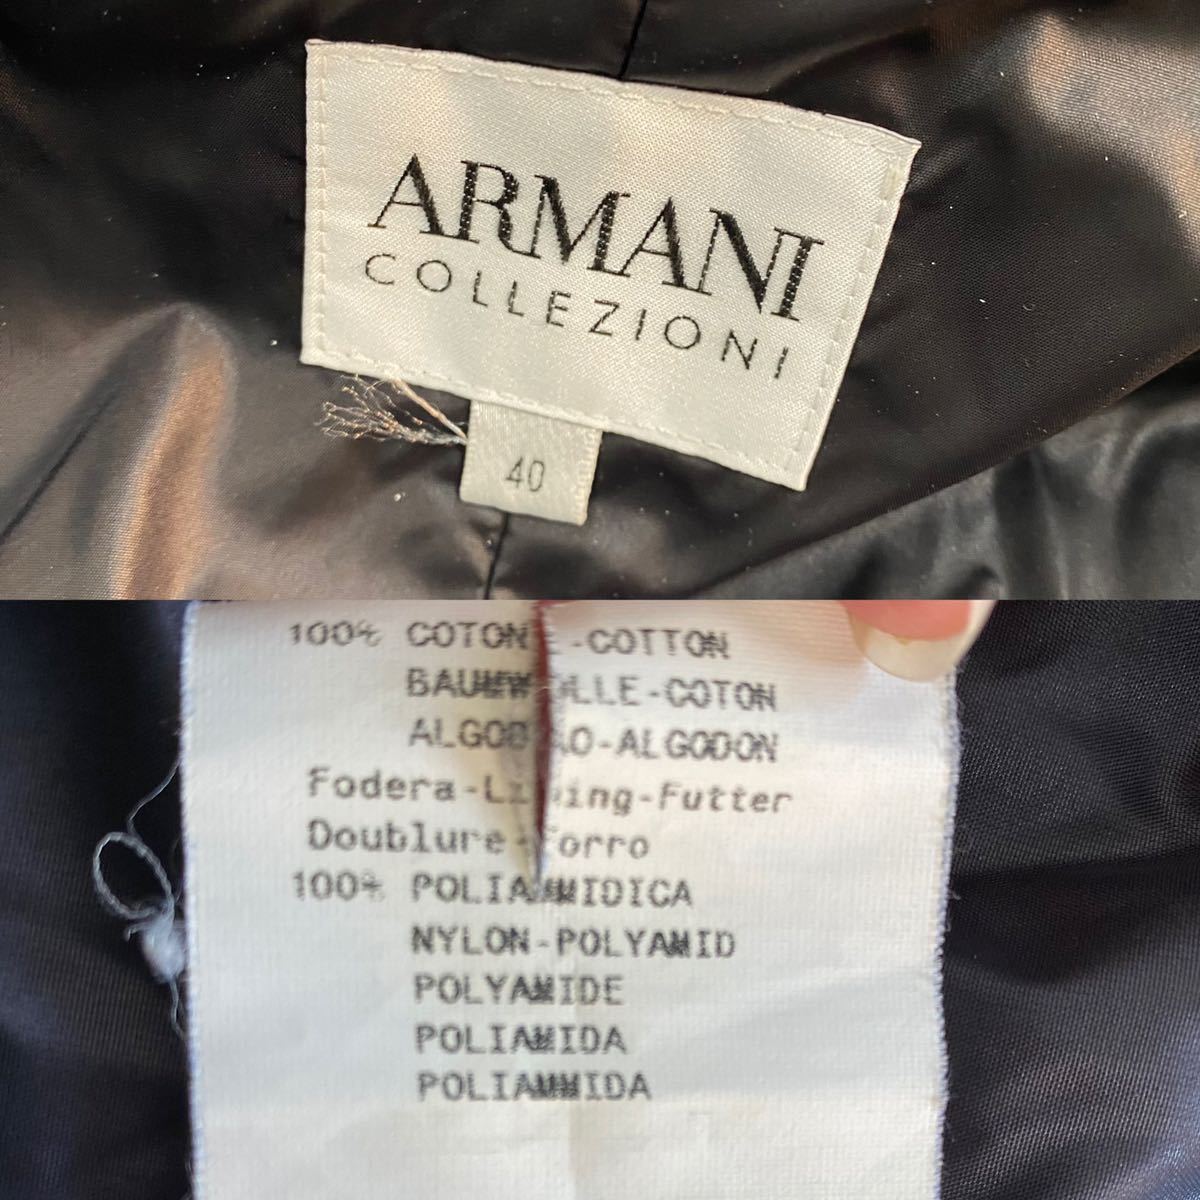 ARMANI
COLLEZIONI
40
100% COTONE-COTTON
BAUMWOLLE-COTON
ALGODAO-ALGODON
Fodera-Lining-Futter
Doublure-Forro
100% POLIAMMIDICA
NYLON-POLYAMID
POLYAMIDE
POLIAMIDA
POLIAMMIDA